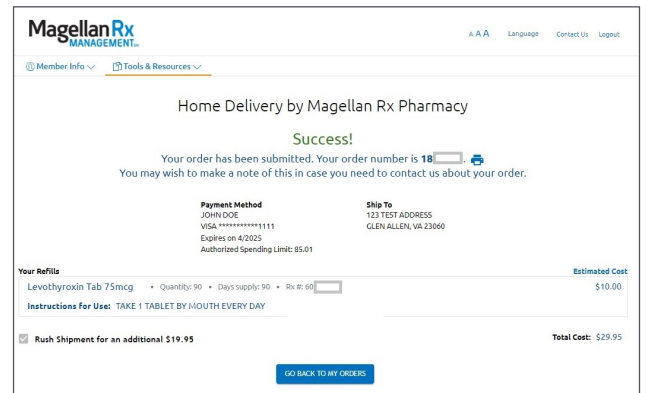 Magellan Rx
MANAGEMENT
A A A Language Contact Us Logout
Member Info Tools & Resources
Home Delivery by Magellan Rx Pharmacy
Success!
Your order has been submitted. Your order number is 18 .
You may wish to make a note of this in case you need to contact us about your order.
Payment Method
JOHN DOE
VISA ************1111
Expires on 4/2025
Authorized Spending Limit: 85.01
Ship To
123 TEST ADDRESS
GLEN ALLEN, VA 23060
Your Refills Estimated Cost
Levothyroxin Tab 75mcg • Quantity: 90 • Days supply: 90 • Rx #: 60 $10.00
Instructions for Use: TAKE 1 TABLET BY MOUTH EVERY DAY
Rush Shipment for an additional $19.95 Total Cost: $29.95
GO BACK TO MY ORDERS